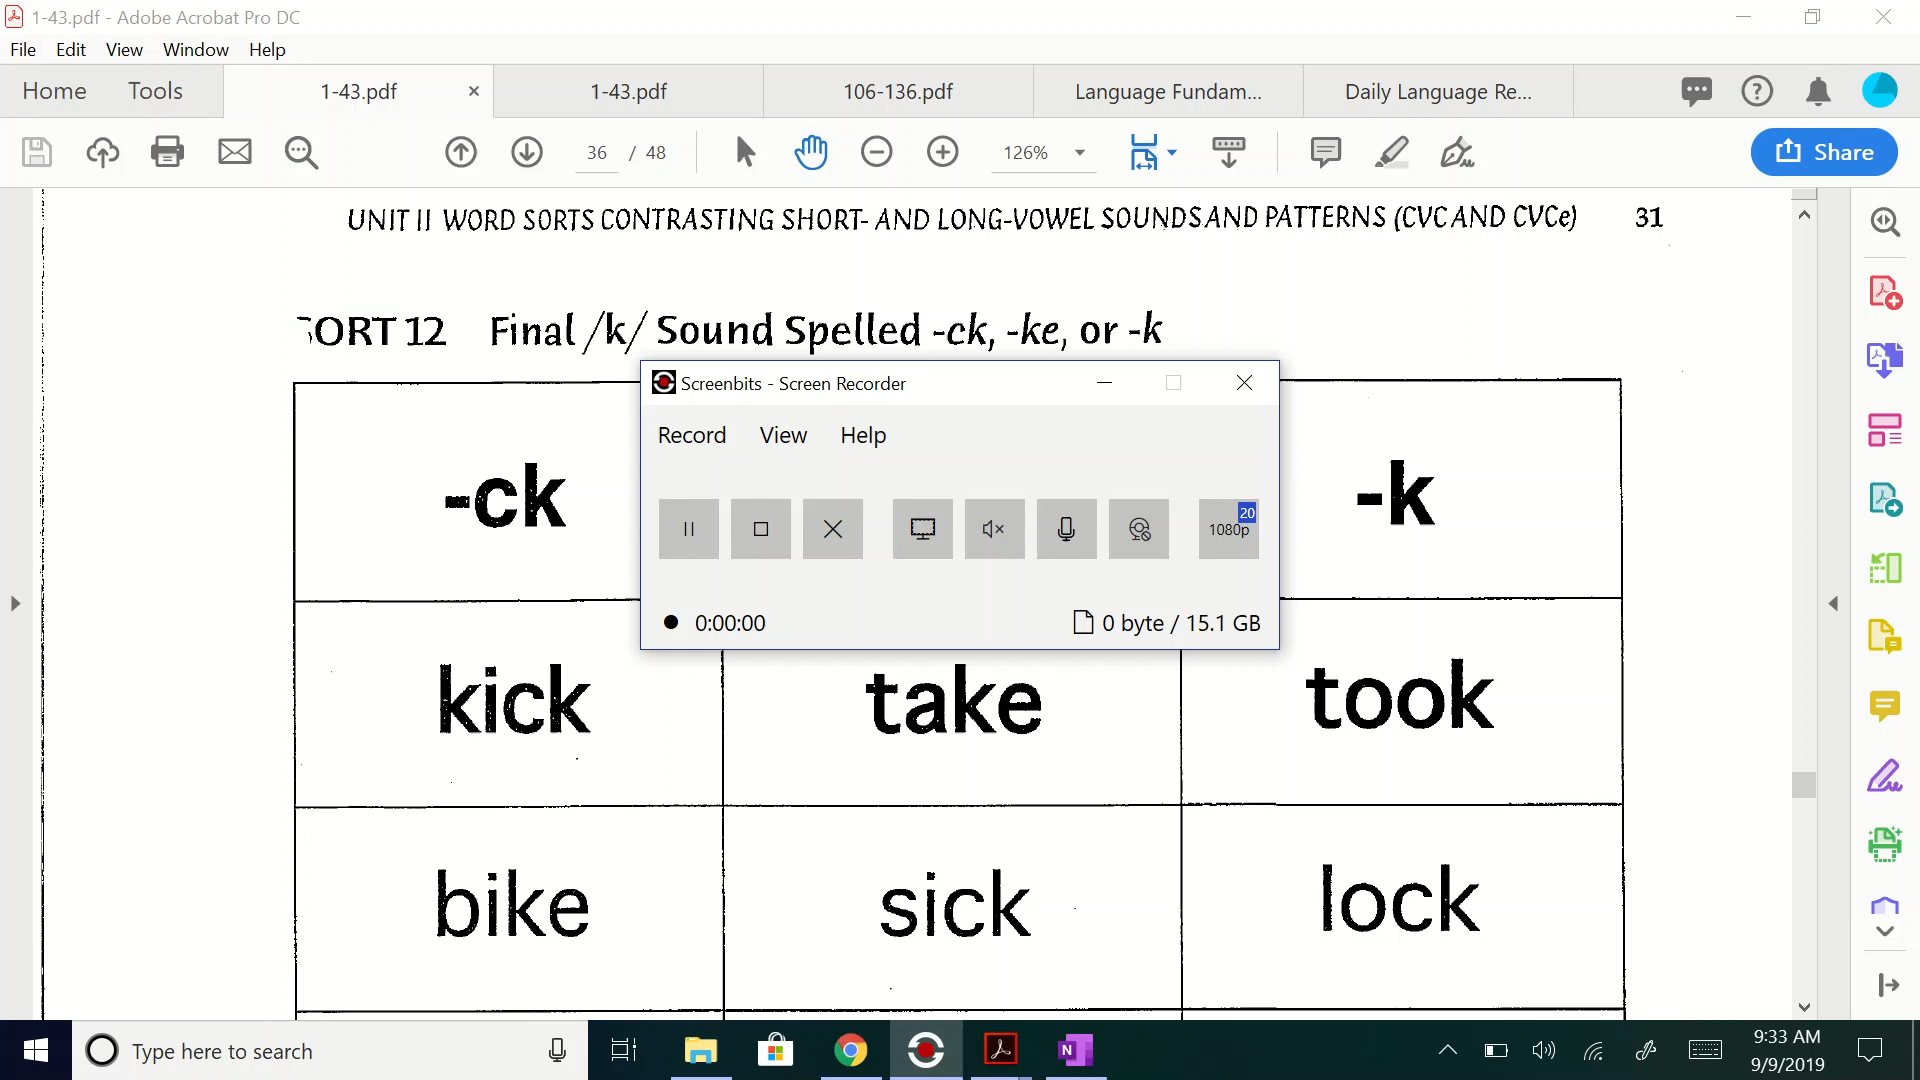 1-43.pdf - Adobe Acrobat Pro DC
File Edit View Window Help
Home Tools 1-43.pdf 1-43.pdf 106-136.pdf Language Fundam... Daily Language Re...
36 / 48 126% Share
UNIT II WORD SORTS CONTRASTING SHORT- AND LONG-VOWEL SOUNDS AND PATTERNS (CVC AND CVCe) 31
SORT 12 Final /k/ Sound Spelled -ck, -ke, or -k
Screenbits - Screen Recorder
Record View Help
-ck -k
20
1080p
0:00:00 0 byte / 15.1 GB
kick take took
bike sick lock
Type here to search
9:33 AM
9/9/2019